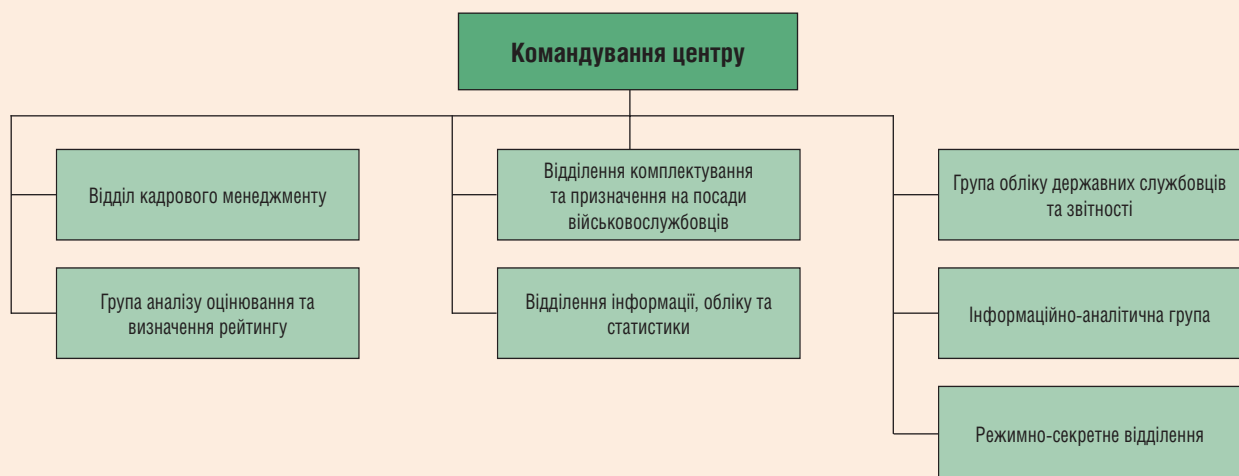 Командування центру
Відділ кадрового менеджменту
Група аналізу оцінювання та
визначення рейтингу
Відділення комплектування
та призначення на посади
військовослужбовців
Відділення інформації, обліку та
статистики
Група обліку державних службовців
та звітності
Інформаційно-аналітична група
Режимно-секретне відділення